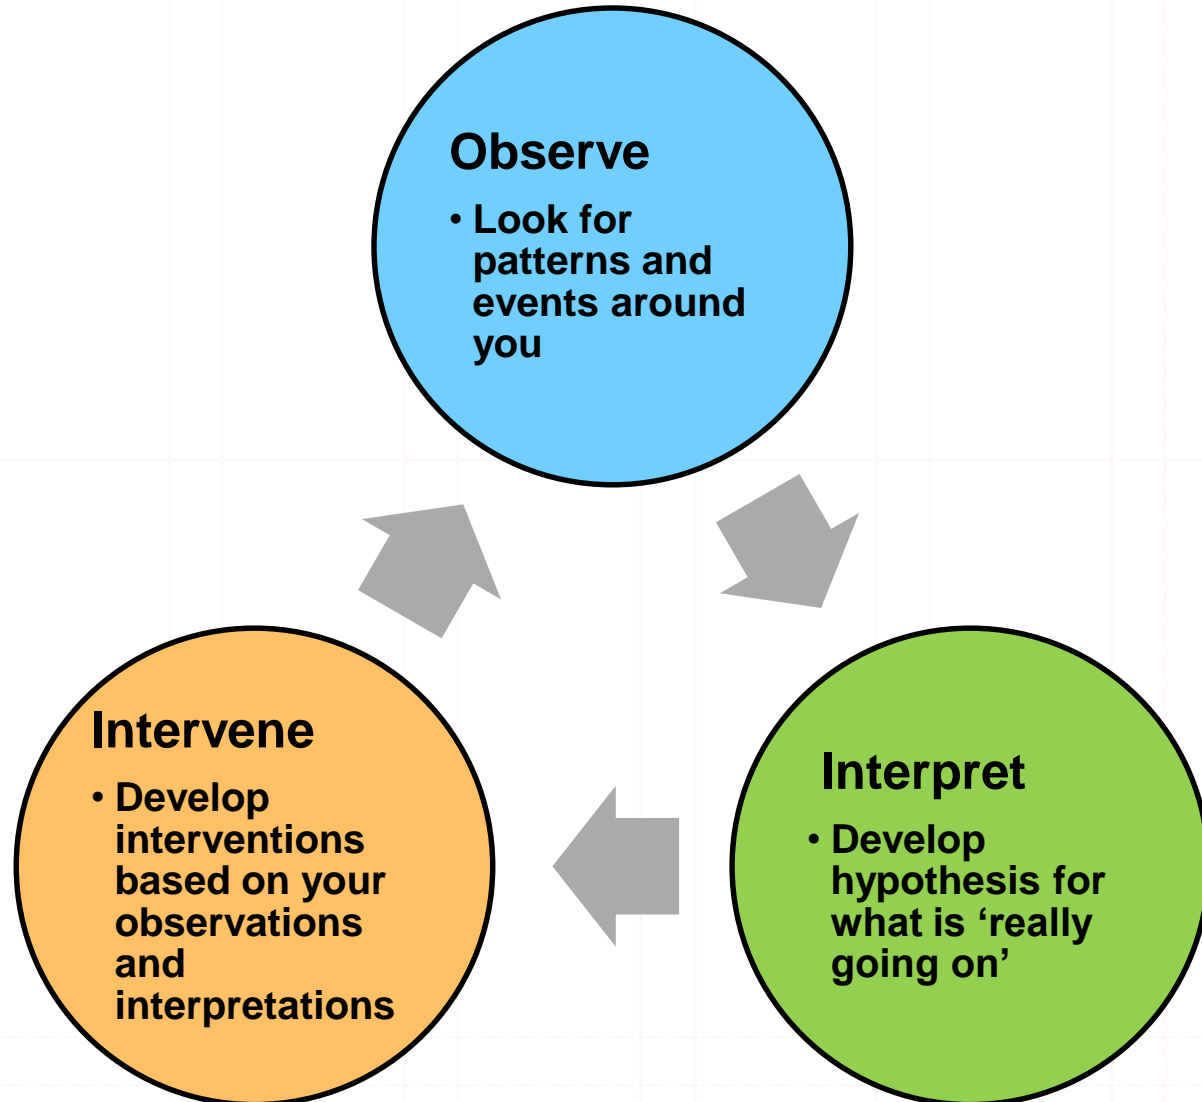 Observe
• Look for
patterns and
events around
you
Interpret
• Develop
hypothesis for
what is ‘really
going on’
Intervene
• Develop
interventions
based on your
observations
and
interpretations